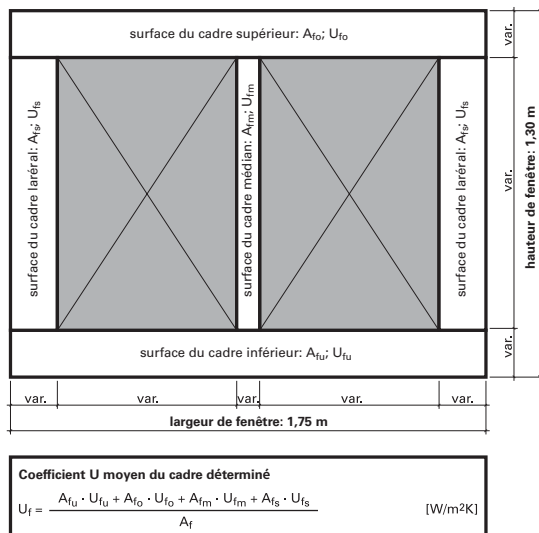 surface du cadre supérieur: Afo; Ufo
var.
surface du cadre laréral: Afs; Ufs
surface du cadre médian: Afm; Ufm
surface du cadre laréral: Afs; Ufs
var.
hauteur de fenêtre: 1,30 m
surface du cadre inférieur: Afu; Ufu
var.
var. var. var. var. var.
largeur de fenêtre: 1,75 m
Coefficient U moyen du cadre déterminé
Uf = Afu · Ufu + Afo · Ufo + Afm · Ufm + Afs · Ufs [W/m²K]
Af